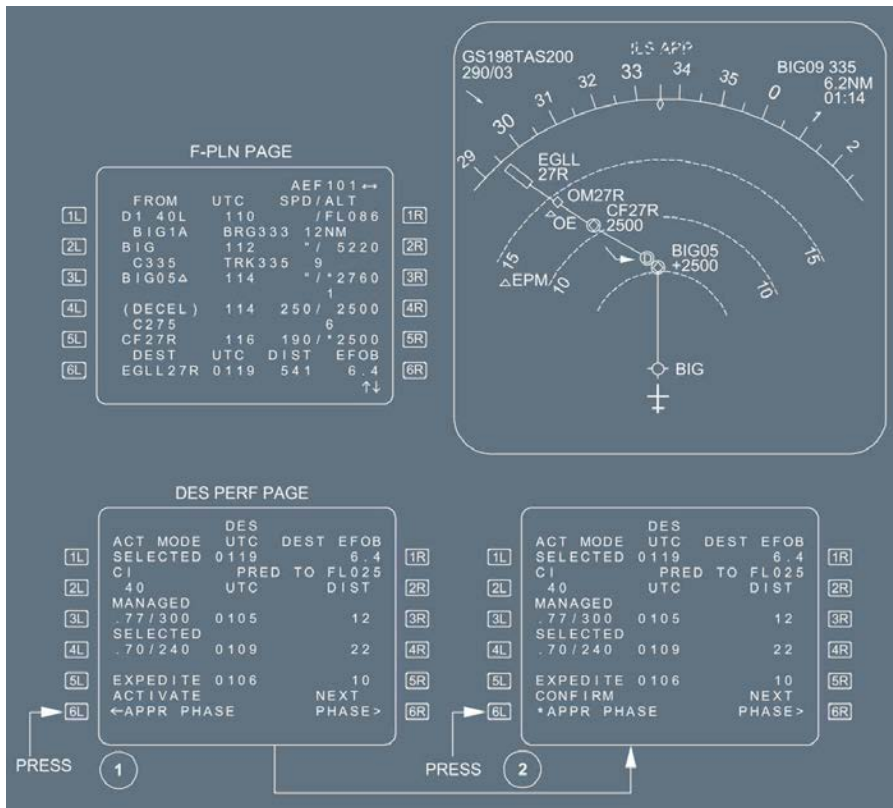 F-PLN PAGE
AEF101↔
FROM UTC SPD/ALT
1L D1 40L 110 /FL086 1R
BIG1A BRG333 12NM
2L BIG 112 "/ 5220 2R
C335 TRK335 9
3L BIG05△ 114 "/*2760 3R
1
4L (DECEL) 114 250/ 2500 4R
C275 6
5L CF27R 116 190/*2500 5R
DEST UTC DIST EFOB
6L EGLL27R 0119 541 6.4 6R
↑↓
ILS APP
GS198TAS200
290/03
BIG09 335
6.2NM
01:14
29 30 31 32 33 34 35 0 1 2
EGLL
27R
OM27R
OE
CF27R
2500
BIG05
+2500
EPM
15 10 10 15
BIG
DES PERF PAGE
DES
ACT MODE UTC DEST EFOB
1L SELECTED 0119 6.4 1R
CI PRED TO FL025
2L 40 UTC DIST 2R
MANAGED
3L .77/300 0105 12 3R
SELECTED
4L .70/240 0109 22 4R
5L EXPEDITE 0106 10 5R
ACTIVATE NEXT
6L ←APPR PHASE PHASE> 6R
PRESS 1
DES
ACT MODE UTC DEST EFOB
1L SELECTED 0119 6.4 1R
CI PRED TO FL025
2L 40 UTC DIST 2R
MANAGED
3L .77/300 0105 12 3R
SELECTED
4L .70/240 0109 22 4R
5L EXPEDITE 0106 10 5R
CONFIRM NEXT
6L *APPR PHASE PHASE> 6R
PRESS 2